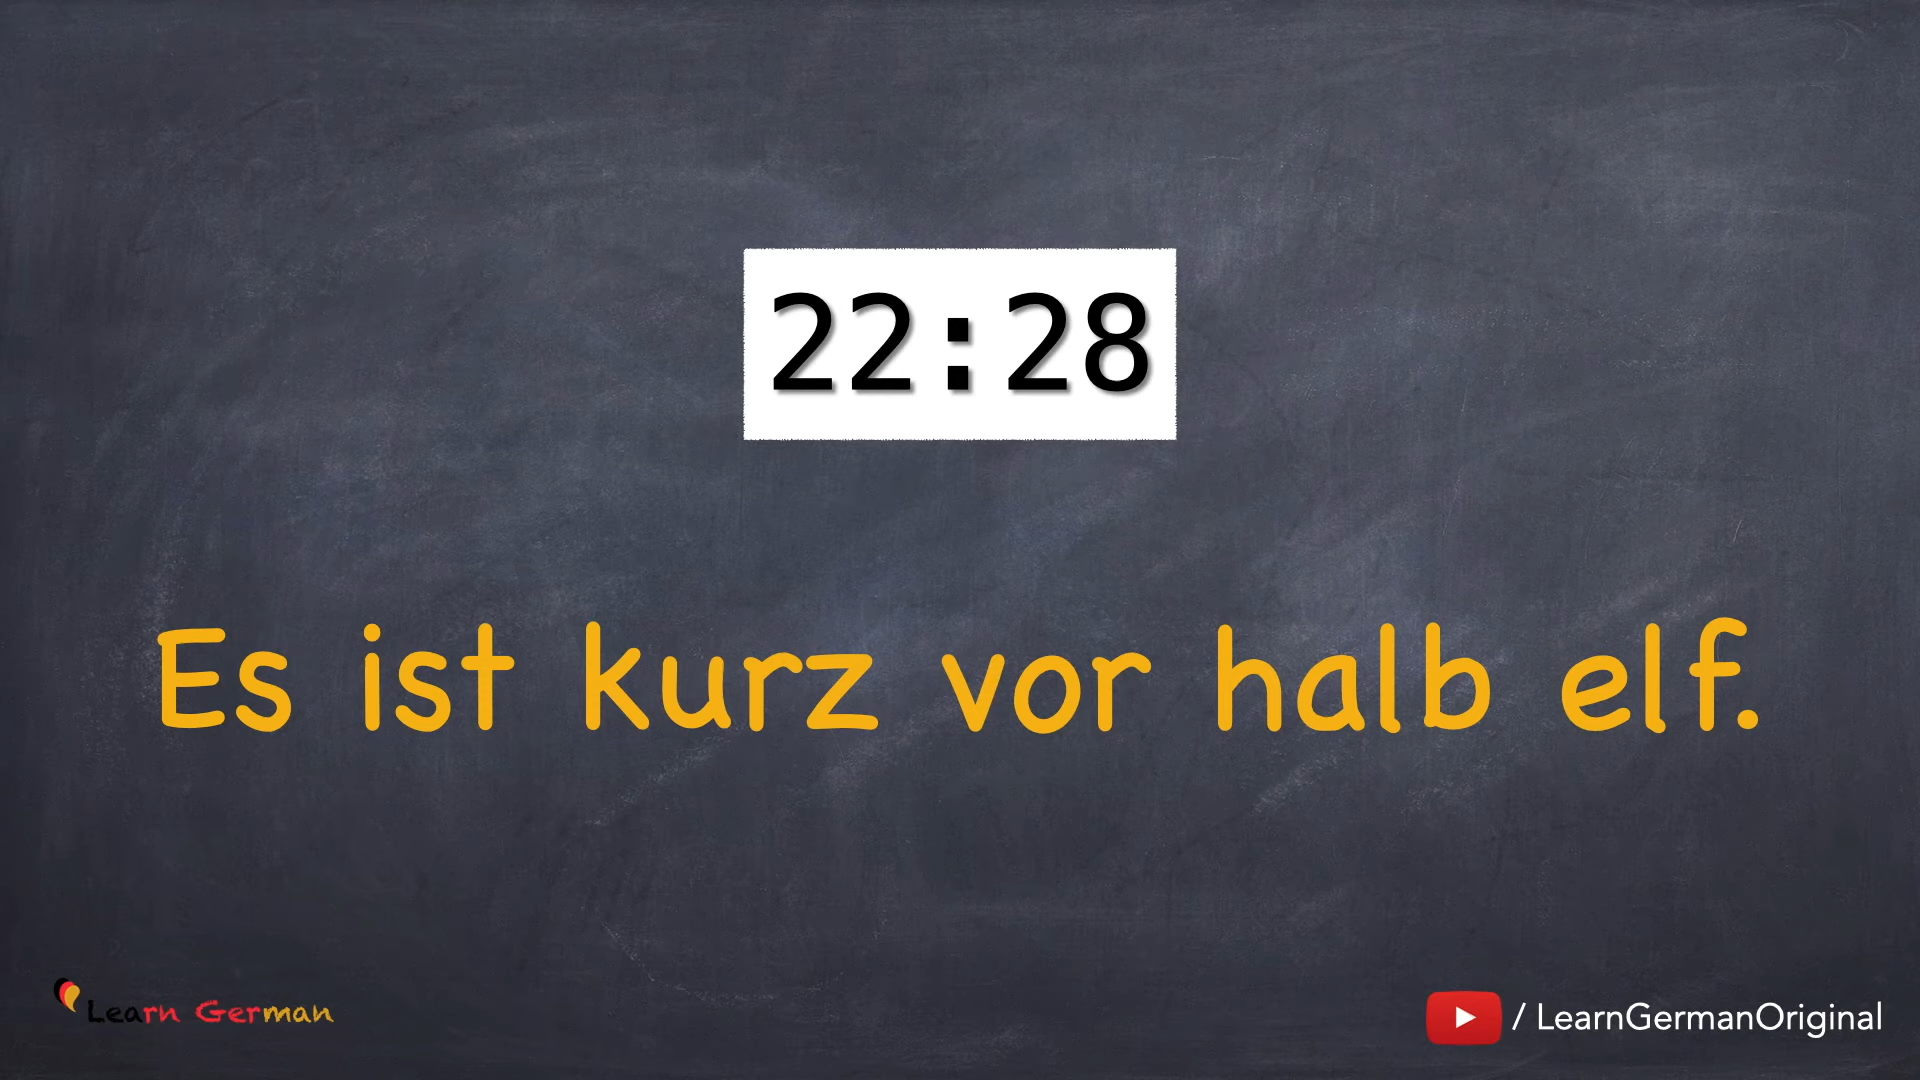 22:28
Es ist kurz vor halb elf.
Learn German
/ LearnGermanOriginal